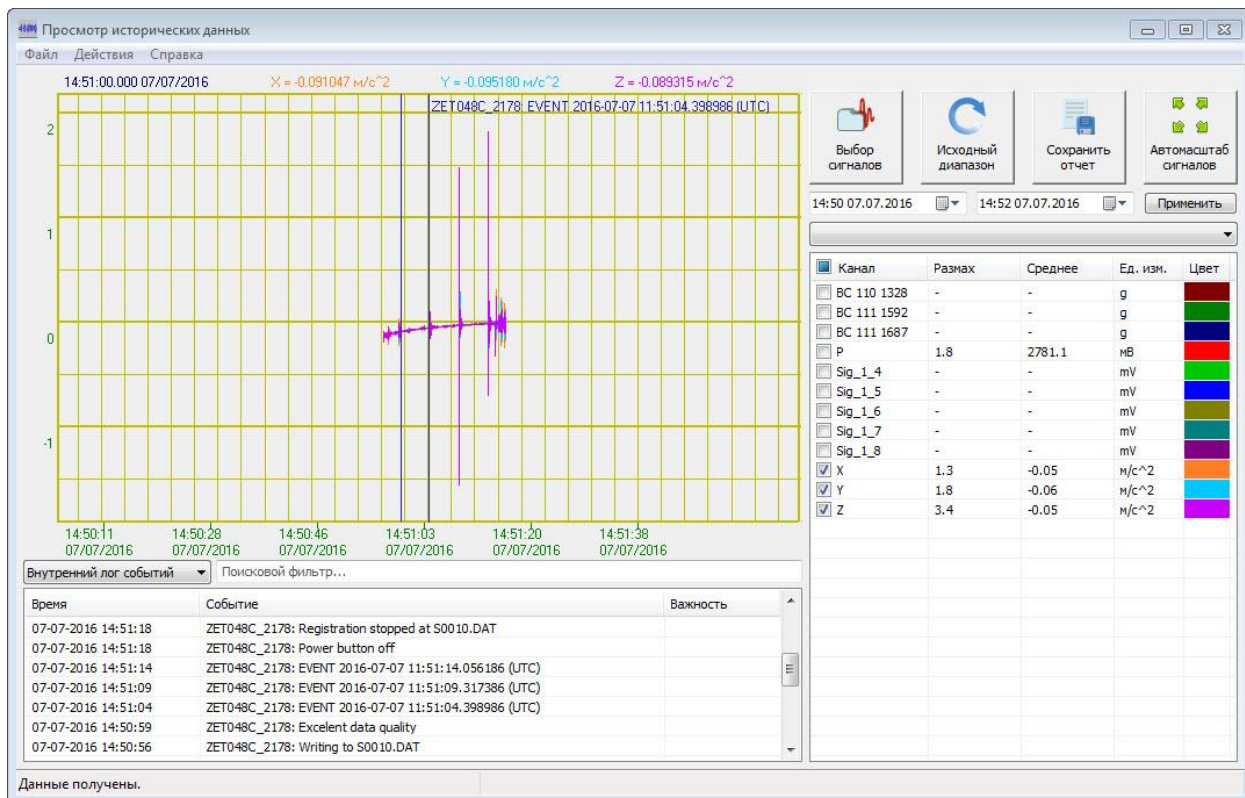 Просмотр исторических данных
Файл Действия Справка
14:51:00.000 07/07/2016 X = -0.091047 м/с^2 Y = -0.095180 м/с^2 Z = -0.089315 м/с^2
ZET048C_2178: EVENT 2016-07-07 11:51:04.398986 (UTC)
2
1
0
-1
14:50:11 14:50:28 14:50:46 14:51:03 14:51:20 14:51:38
07/07/2016 07/07/2016 07/07/2016 07/07/2016 07/07/2016 07/07/2016
Внутренний лог событий Поисковой фильтр...
Время Событие Важность
07-07-2016 14:51:18 ZET048C_2178: Registration stopped at S0010.DAT
07-07-2016 14:51:18 ZET048C_2178: Power button off
07-07-2016 14:51:14 ZET048C_2178: EVENT 2016-07-07 11:51:14.056186 (UTC)
07-07-2016 14:51:09 ZET048C_2178: EVENT 2016-07-07 11:51:09.317386 (UTC)
07-07-2016 14:51:04 ZET048C_2178: EVENT 2016-07-07 11:51:04.398986 (UTC)
07-07-2016 14:50:59 ZET048C_2178: Excelent data quality
07-07-2016 14:50:56 ZET048C_2178: Writing to S0010.DAT
Данные получены.
Выбор сигналов
Исходный диапазон
Сохранить отчет
Автомасштаб сигналов
14:50 07.07.2016 14:52 07.07.2016 Применить
Канал Размах Среднее Ед. изм. Цвет
BC 110 1328 - - g
BC 111 1592 - - g
BC 111 1687 - - g
P 1.8 2781.1 мВ
Sig_1_4 - - mV
Sig_1_5 - - mV
Sig_1_6 - - mV
Sig_1_7 - - mV
Sig_1_8 - - mV
X 1.3 -0.05 м/с^2
Y 1.8 -0.06 м/с^2
Z 3.4 -0.05 м/с^2